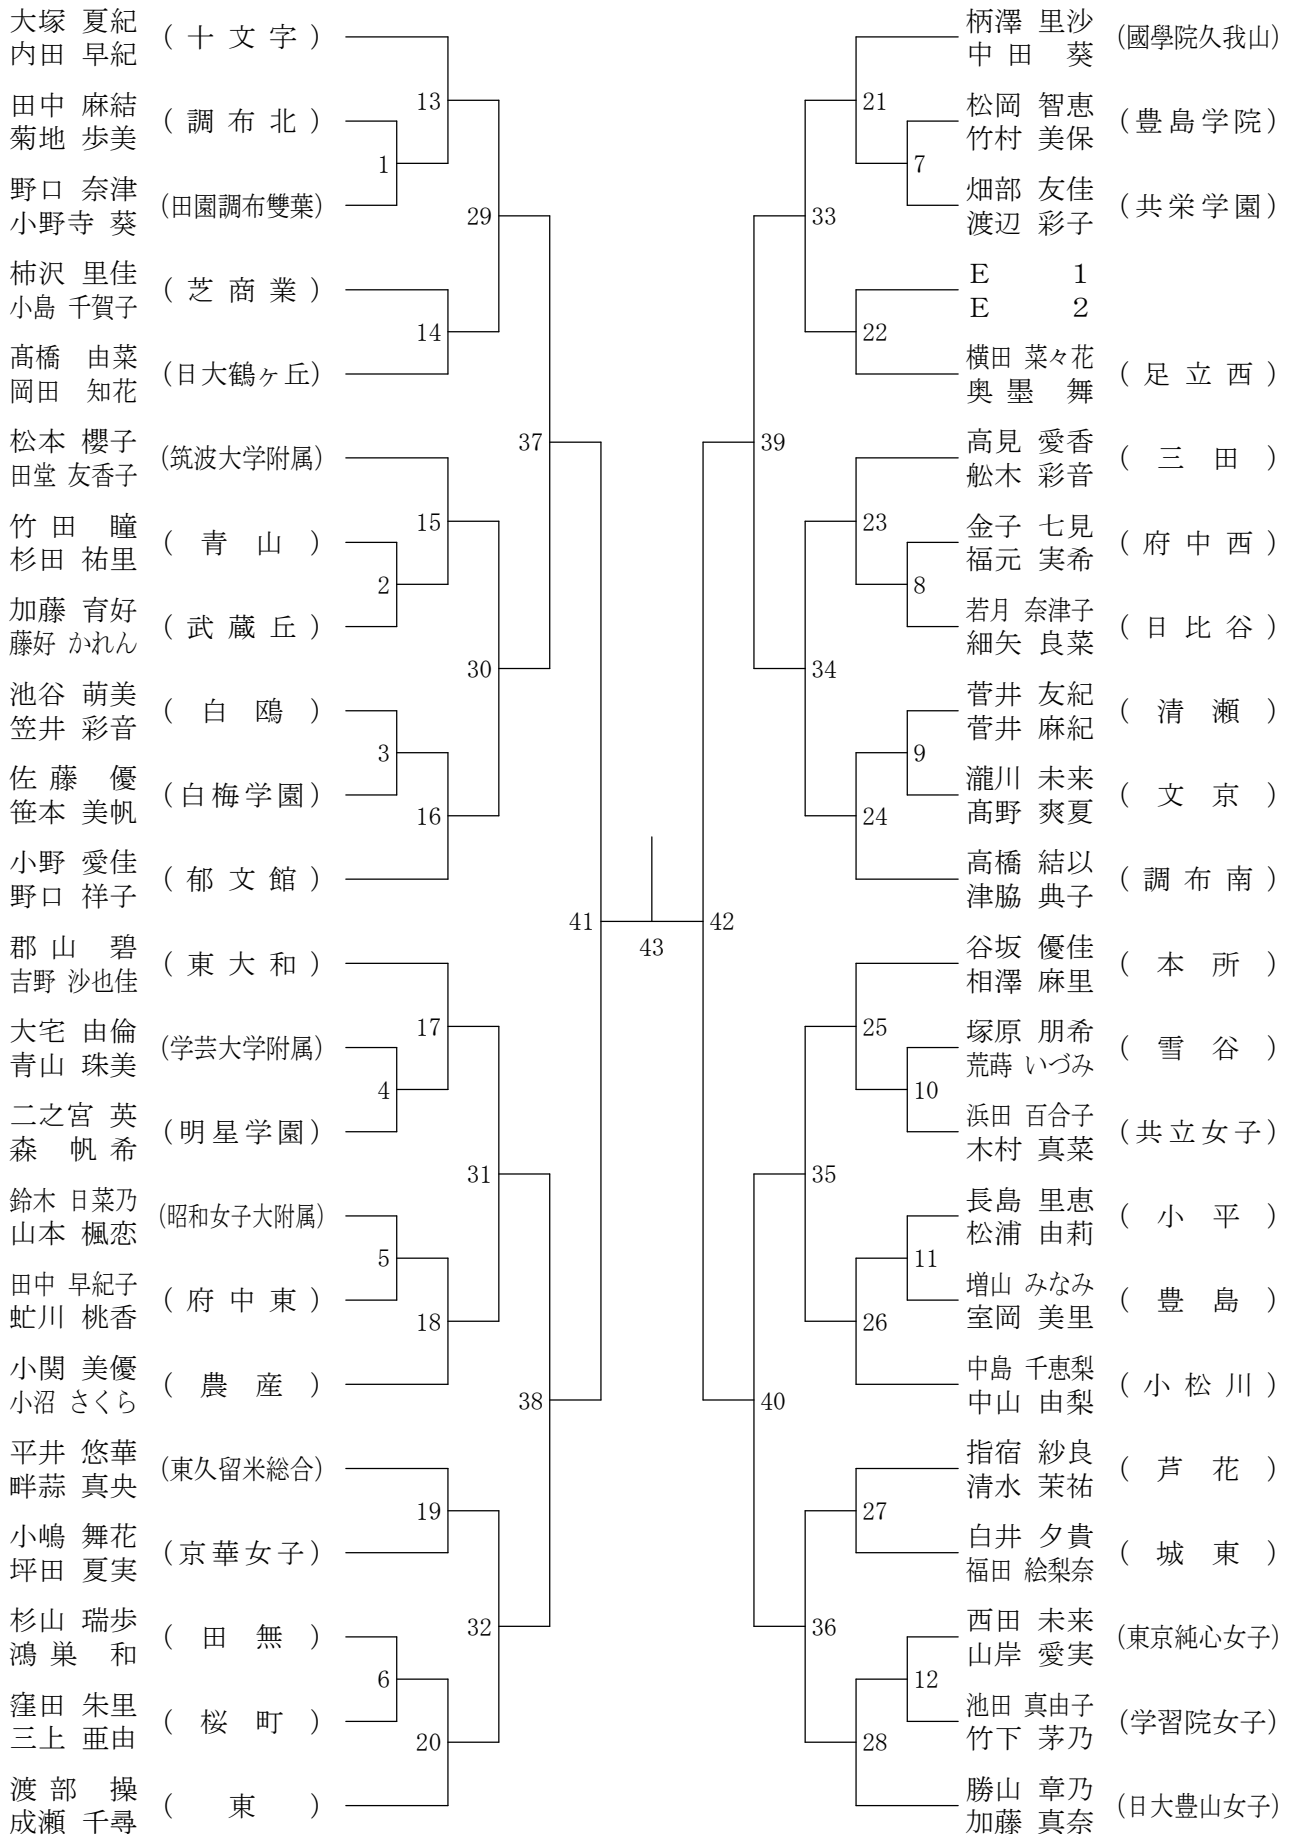 大塚 夏紀
内田 早紀
(十文字)
田中 麻結
菊地 歩美
(調布北)
野口 奈津
小野寺 葵
(田園調布雙葉)
柿沢 里佳
小島 千賀子
(芝商業)
髙橋 由菜
岡田 知花
(日大鶴ヶ丘)
松本 櫻子
田堂 友香子
(筑波大学附属)
竹田 瞳
杉田 祐里
(青山)
加藤 育好
藤好 かれん
(武蔵丘)
池谷 萌美
笠井 彩音
(白鴎)
佐藤 優
笹本 美帆
(白梅学園)
小野 愛佳
野口 祥子
(郁文館)
郡山 碧
吉野 沙也佳
(東大和)
大宅 由倫
青山 珠美
(学芸大学附属)
二之宮 英
森 帆希
(明星学園)
鈴木 日菜乃
山本 楓恋
(昭和女子大附属)
田中 早紀子
虻川 桃香
(府中東)
小関 美優
小沼 さくら
(農産)
平井 悠華
畔蒜 真央
(東久留米総合)
小嶋 舞花
坪田 夏実
(京華女子)
杉山 瑞歩
鴻巣 和
(田無)
窪田 朱里
三上 亜由
(桜町)
渡部 操
成瀬 千尋
(東)
1
2
3
4
5
6
13
14
15
16
17
18
19
20
29
30
31
32
37
38
41
43
42
39
40
33
34
35
36
21
22
23
24
25
26
27
28
7
8
9
10
11
12
柄澤 里沙
中田 葵
(國學院久我山)
松岡 智恵
竹村 美保
(豊島学院)
畑部 友佳
渡辺 彩子
(共栄学園)
E 1
E 2
横田 菜々花
奥墨 舞
(足立西)
高見 愛香
舩木 彩音
(三田)
金子 七見
福元 実希
(府中西)
若月 奈津子
細矢 良菜
(日比谷)
菅井 友紀
菅井 麻紀
(清瀬)
瀧川 未来
髙野 爽夏
(文京)
高橋 結以
津脇 典子
(調布南)
谷坂 優佳
相澤 麻里
(本所)
塚原 朋希
荒蒔 いづみ
(雪谷)
浜田 百合子
木村 真菜
(共立女子)
長島 里恵
松浦 由莉
(小平)
増山 みなみ
室岡 美里
(豊島)
中島 千恵梨
中山 由梨
(小松川)
指宿 紗良
清水 茉祐
(芦花)
白井 夕貴
福田 絵梨奈
(城東)
西田 未来
山岸 愛実
(東京純心女子)
池田 真由子
竹下 茅乃
(学習院女子)
勝山 章乃
加藤 真奈
(日大豊山女子)